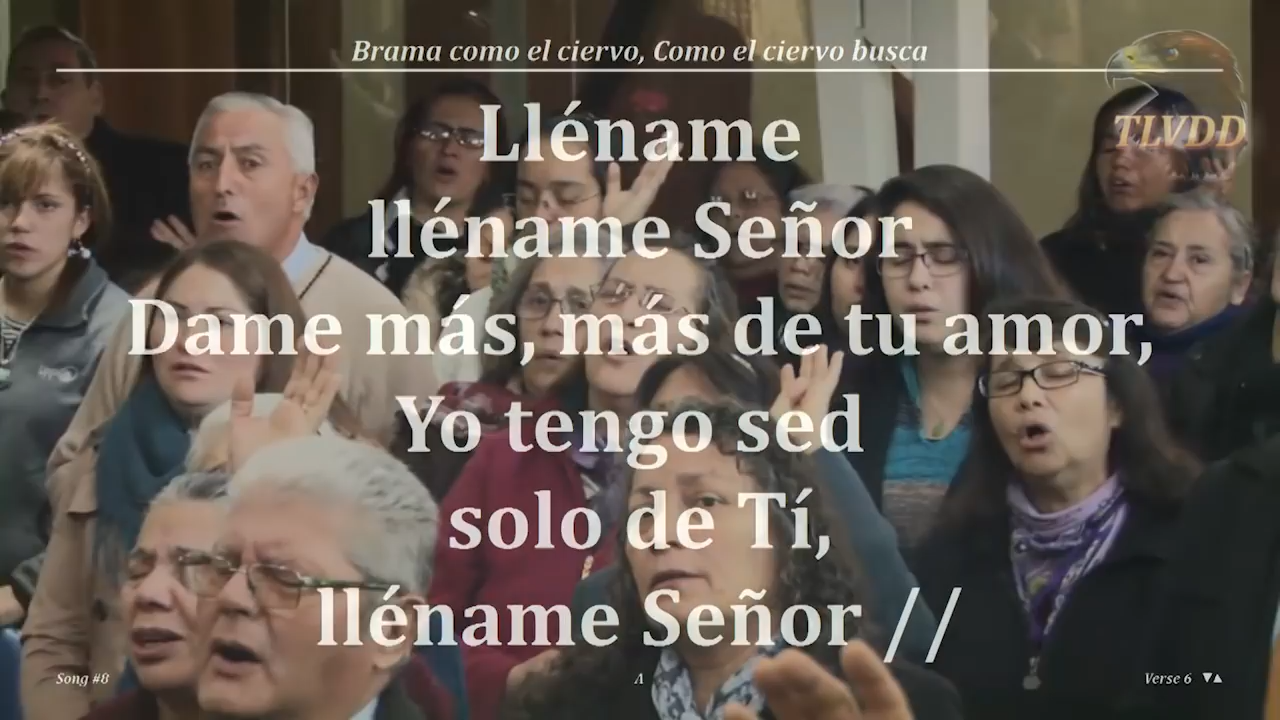 Brama como el ciervo, Como el ciervo busca
TLVDD
Lléname
lléname Señor
Dame más, más de tu amor,
Yo tengo sed
solo de Tí,
lléname Señor //
Song #8
A
Verse 6 ▼▲